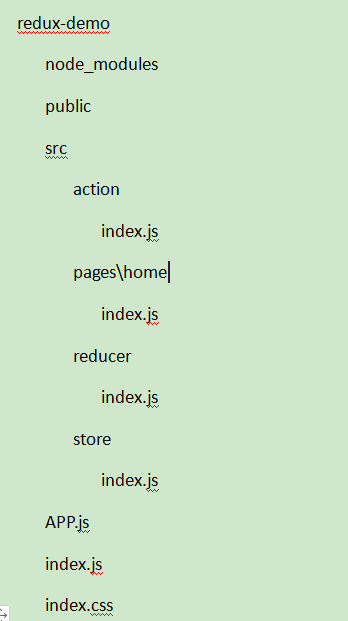 redux-demo
node_modules
public
src
action
index.js
pages\home
index.js
reducer
index.js
store
index.js
APP.js
index.js
index.css